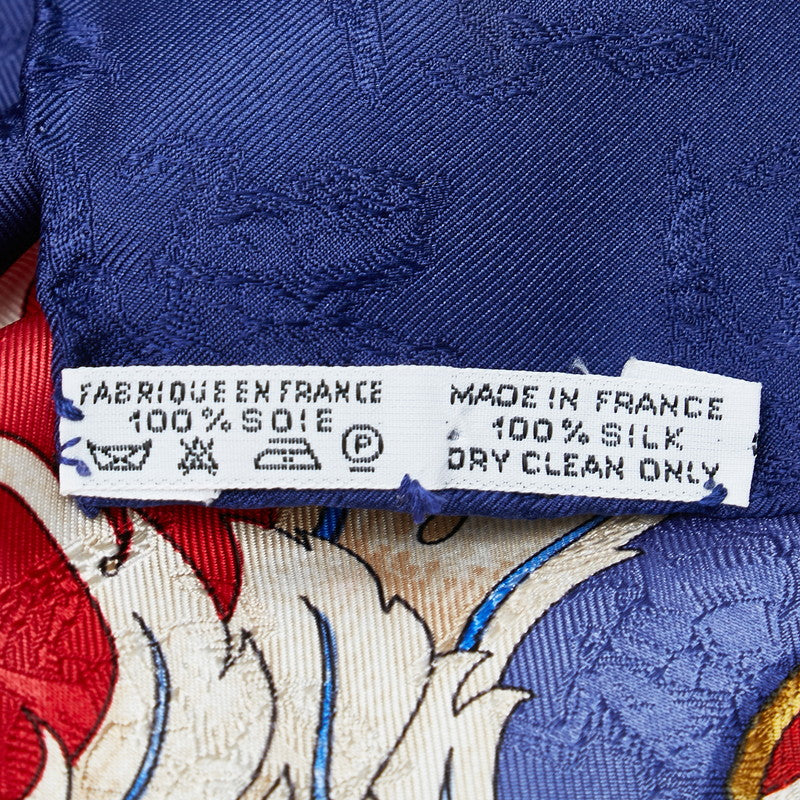 FABRIQUE EN FRANCE
100% SOIE
P
MADE IN FRANCE
100% SILK
DRY CLEAN ONLY